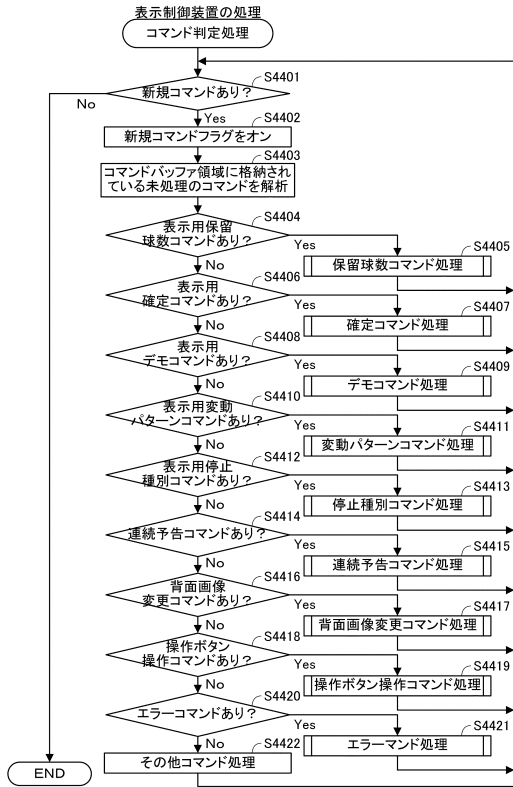 表示制御装置の処理
コマンド判定処理
新規コマンドあり?
S4401
No
Yes
S4402
新規コマンドフラグをオン
S4403
コマンドバッファ領域に格納され
ている未処理のコマンドを解析
S4404
表示用保留
球数コマンドあり?
Yes
S4405
保留球数コマンド処理
No
S4406
表示用
確定コマンドあり?
Yes
S4407
確定コマンド処理
No
S4408
表示用
デモコマンドあり?
Yes
S4409
デモコマンド処理
No
S4410
表示用変動
パターンコマンドあり?
Yes
S4411
変動パターンコマンド処理
No
S4412
表示用停止
種別コマンドあり?
Yes
S4413
停止種別コマンド処理
No
S4414
連続予告コマンドあり?
Yes
S4415
連続予告コマンド処理
No
S4416
背面画像
変更コマンドあり?
Yes
S4417
背面画像変更コマンド処理
No
S4418
操作ボタン
操作コマンドあり?
Yes
S4419
操作ボタン操作コマンド処理
No
S4420
エラーコマンドあり?
Yes
S4421
エラーマンド処理
No
S4422
その他コマンド処理
END